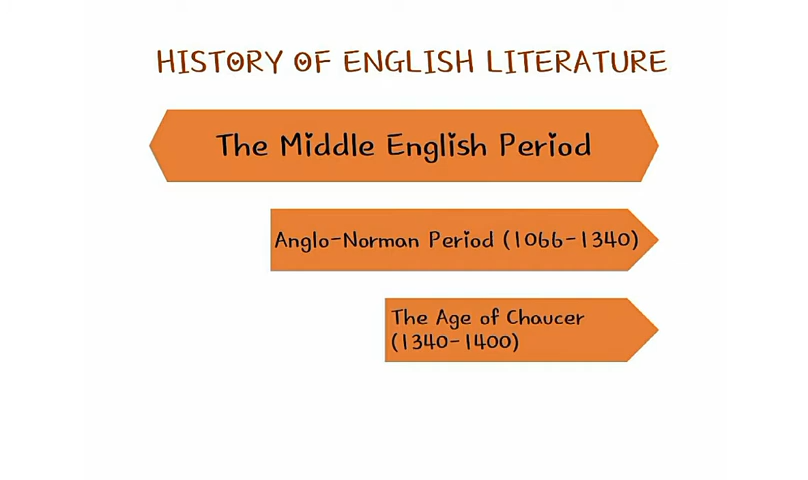 HISTORY OF ENGLISH LITERATURE
The Middle English Period
Anglo-Norman Period (1066-1340)
The Age of Chaucer
(1340-1400)